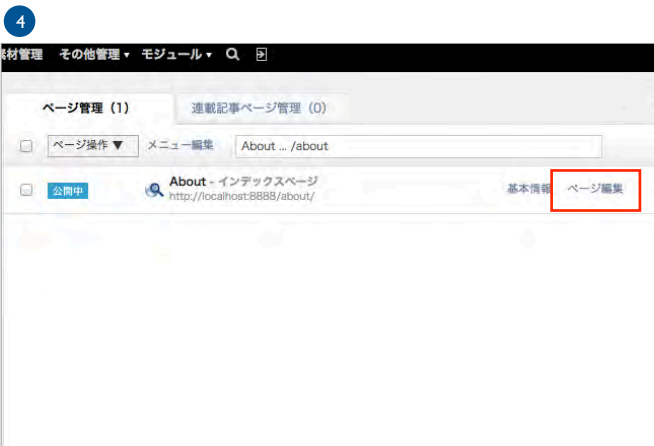 4
素材管理 その他管理▼ モジュール▼
ページ管理（1） 連載記事ページ管理（0）
ページ操作 ▼ メニュー編集 About ... /about
公開中 About - インデックスページ 基本情報 ページ編集
http://localhost:8888/about/